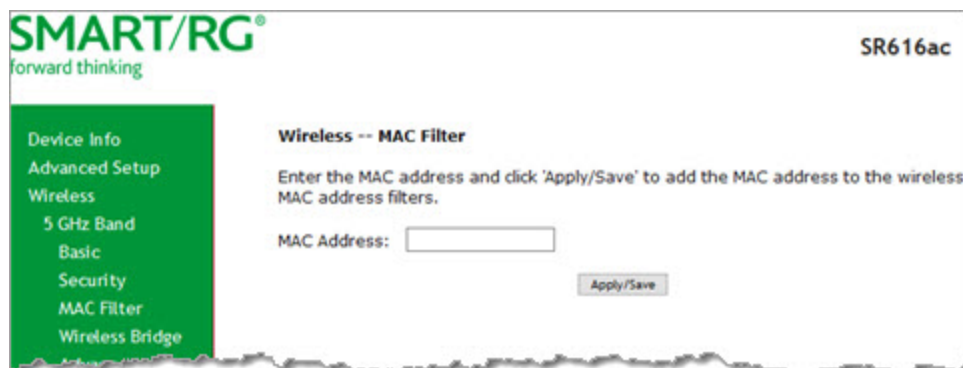 SMART/RG®
forward thinking
SR616ac
Device Info
Advanced Setup
Wireless
5 GHz Band
Basic
Security
MAC Filter
Wireless Bridge
Wireless -- MAC Filter
Enter the MAC address and click 'Apply/Save' to add the MAC address to the wireless
MAC address filters.
MAC Address:
Apply/Save